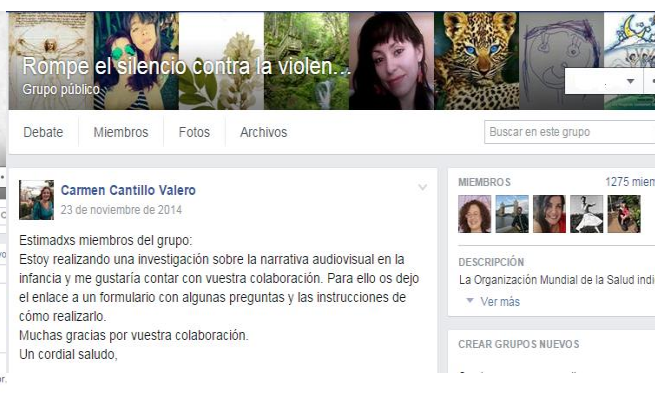 Rompe el silencio contra la violen...
Grupo público
Debate
Miembros
Fotos
Archivos
Buscar en este grupo
Carmen Cantillo Valero
23 de noviembre de 2014
Estimadxs miembros del grupo:
Estoy realizando una investigación sobre la narrativa audiovisual en la
infancia y me gustaría contar con vuestra colaboración. Para ello os dejo
el enlace a un formulario con algunas preguntas y las instrucciones de
cómo realizarlo.
Muchas gracias por vuestra colaboración.
Un cordial saludo,
MIEMBROS
1275 miem
DESCRIPCIÓN
La Organización Mundial de la Salud indi
Ver más
CREAR GRUPOS NUEVOS